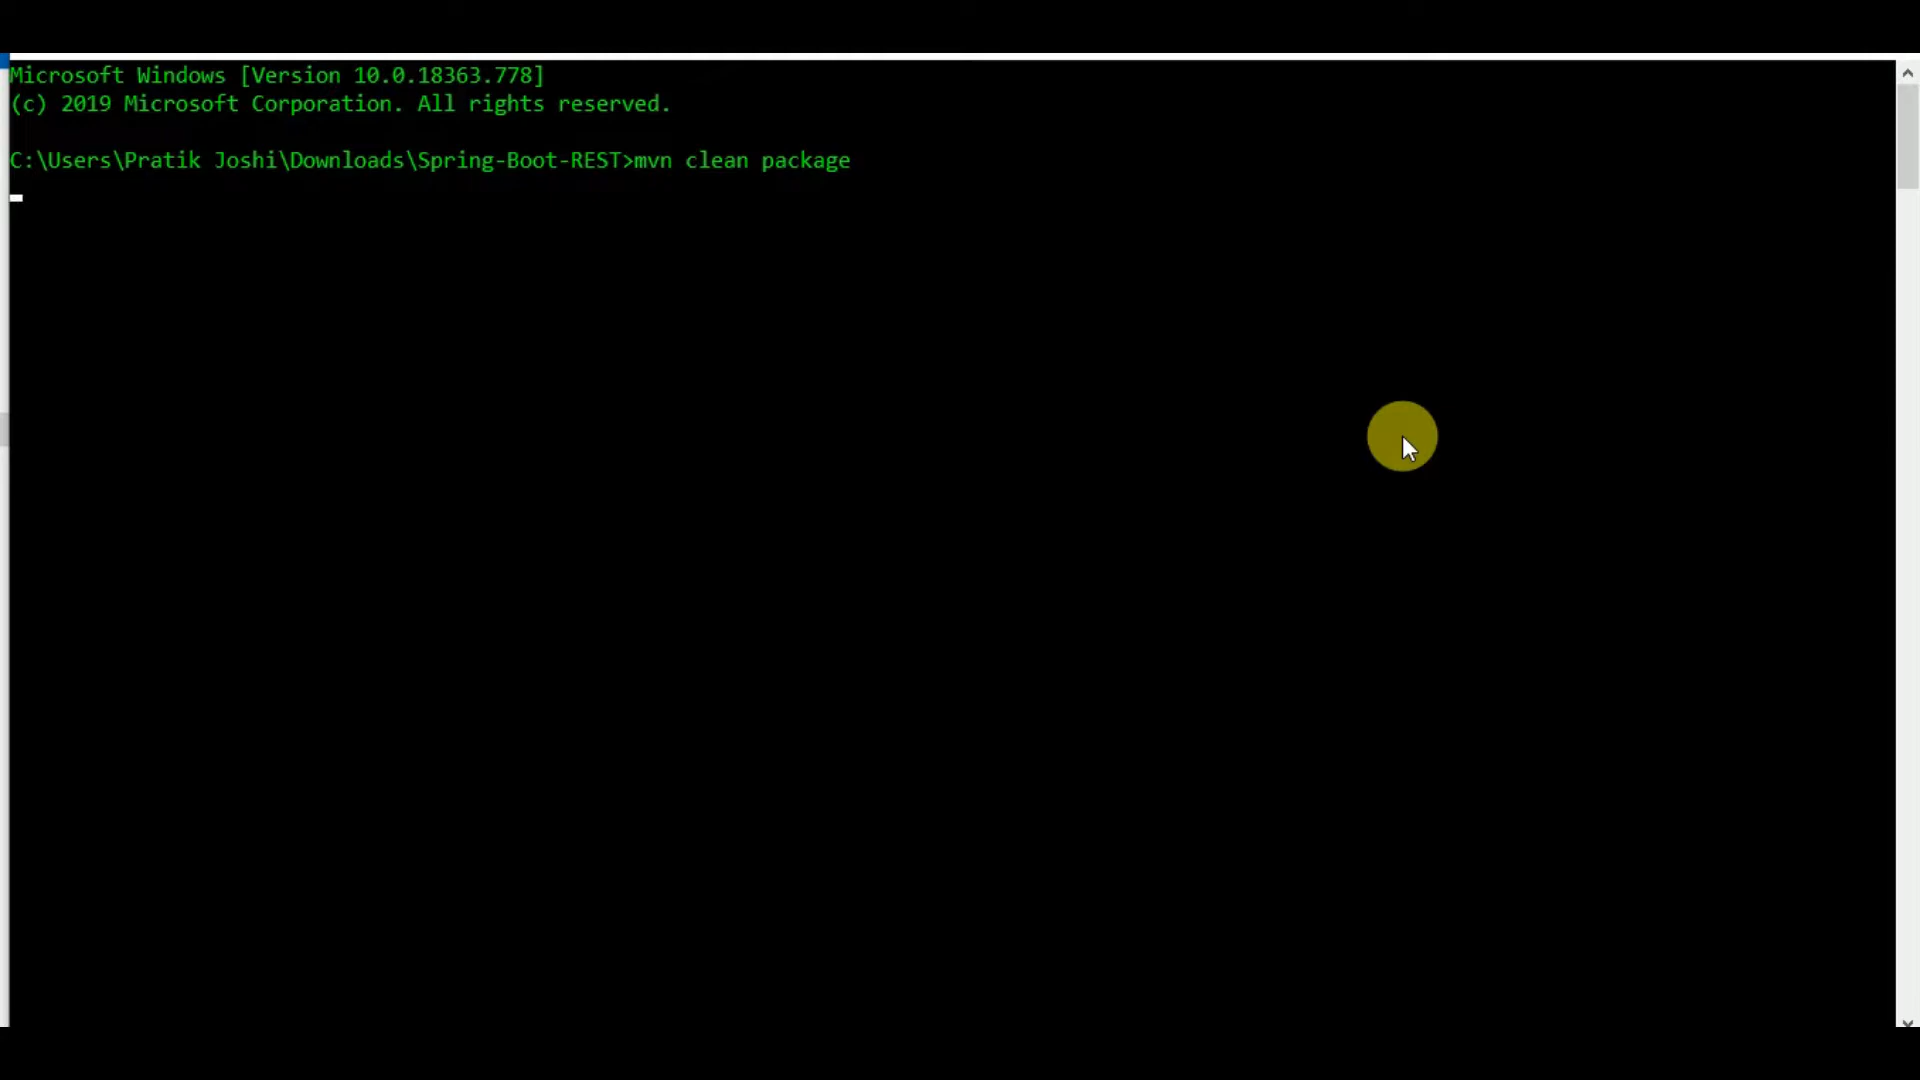 Microsoft Windows [Version 10.0.18363.778]
(c) 2019 Microsoft Corporation. All rights reserved.
C:\Users\Pratik Joshi\Downloads\Spring-Boot-REST>mvn clean package